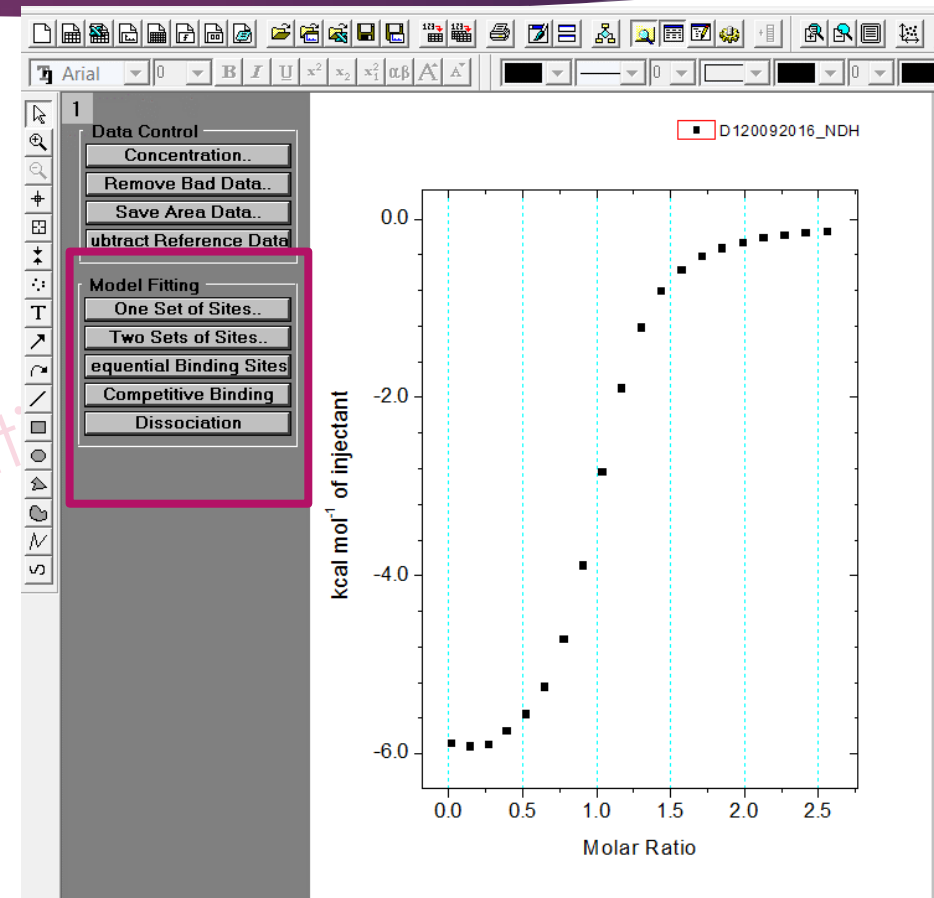 Arial 0 B I U x² x₂ x₁² αβ A A 0 0
1
Data Control
Concentration..
Remove Bad Data..
Save Area Data..
ubtract Reference Data
Model Fitting
One Set of Sites..
Two Sets of Sites..
equential Binding Sites
Competitive Binding
Dissociation
T
D120092016_NDH
0.0
-2.0
-4.0
-6.0
kcal mol⁻¹ of injectant
0.0 0.5 1.0 1.5 2.0 2.5
Molar Ratio